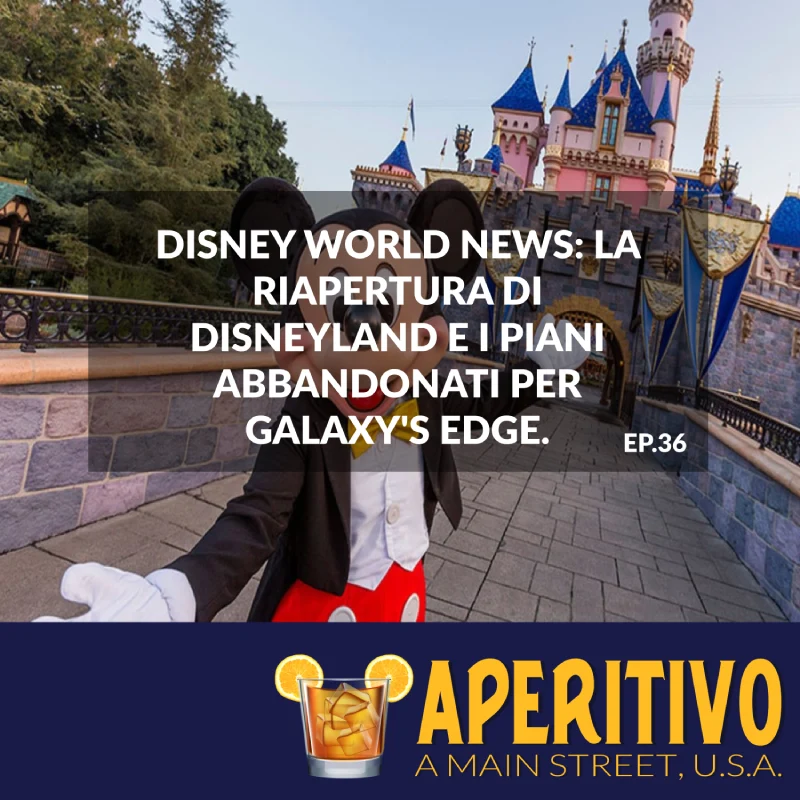 DISNEY WORLD NEWS: LA
RIAPERTURA DI
DISNEYLAND E I PIANI
ABBANDONATI PER
GALAXY'S EDGE.
EP.36
APERITIVO
A MAIN STREET, U.S.A.